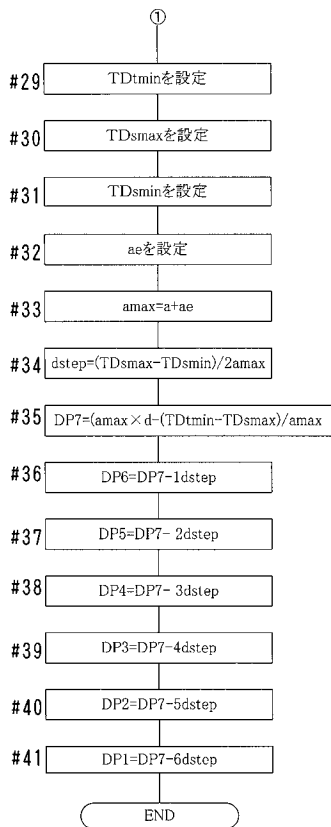 ①
#29 TDtminを設定
#30 TDsmaxを設定
#31 TDsminを設定
#32 aeを設定
#33 amax=a+ae
#34 dstep=(TDsmax-TDsmin)/2amax
#35 DP7=(amax×d-(TDtmin-TDsmax)/amax
#36 DP6=DP7-1dstep
#37 DP5=DP7- 2dstep
#38 DP4=DP7- 3dstep
#39 DP3=DP7-4dstep
#40 DP2=DP7-5dstep
#41 DP1=DP7-6dstep
END